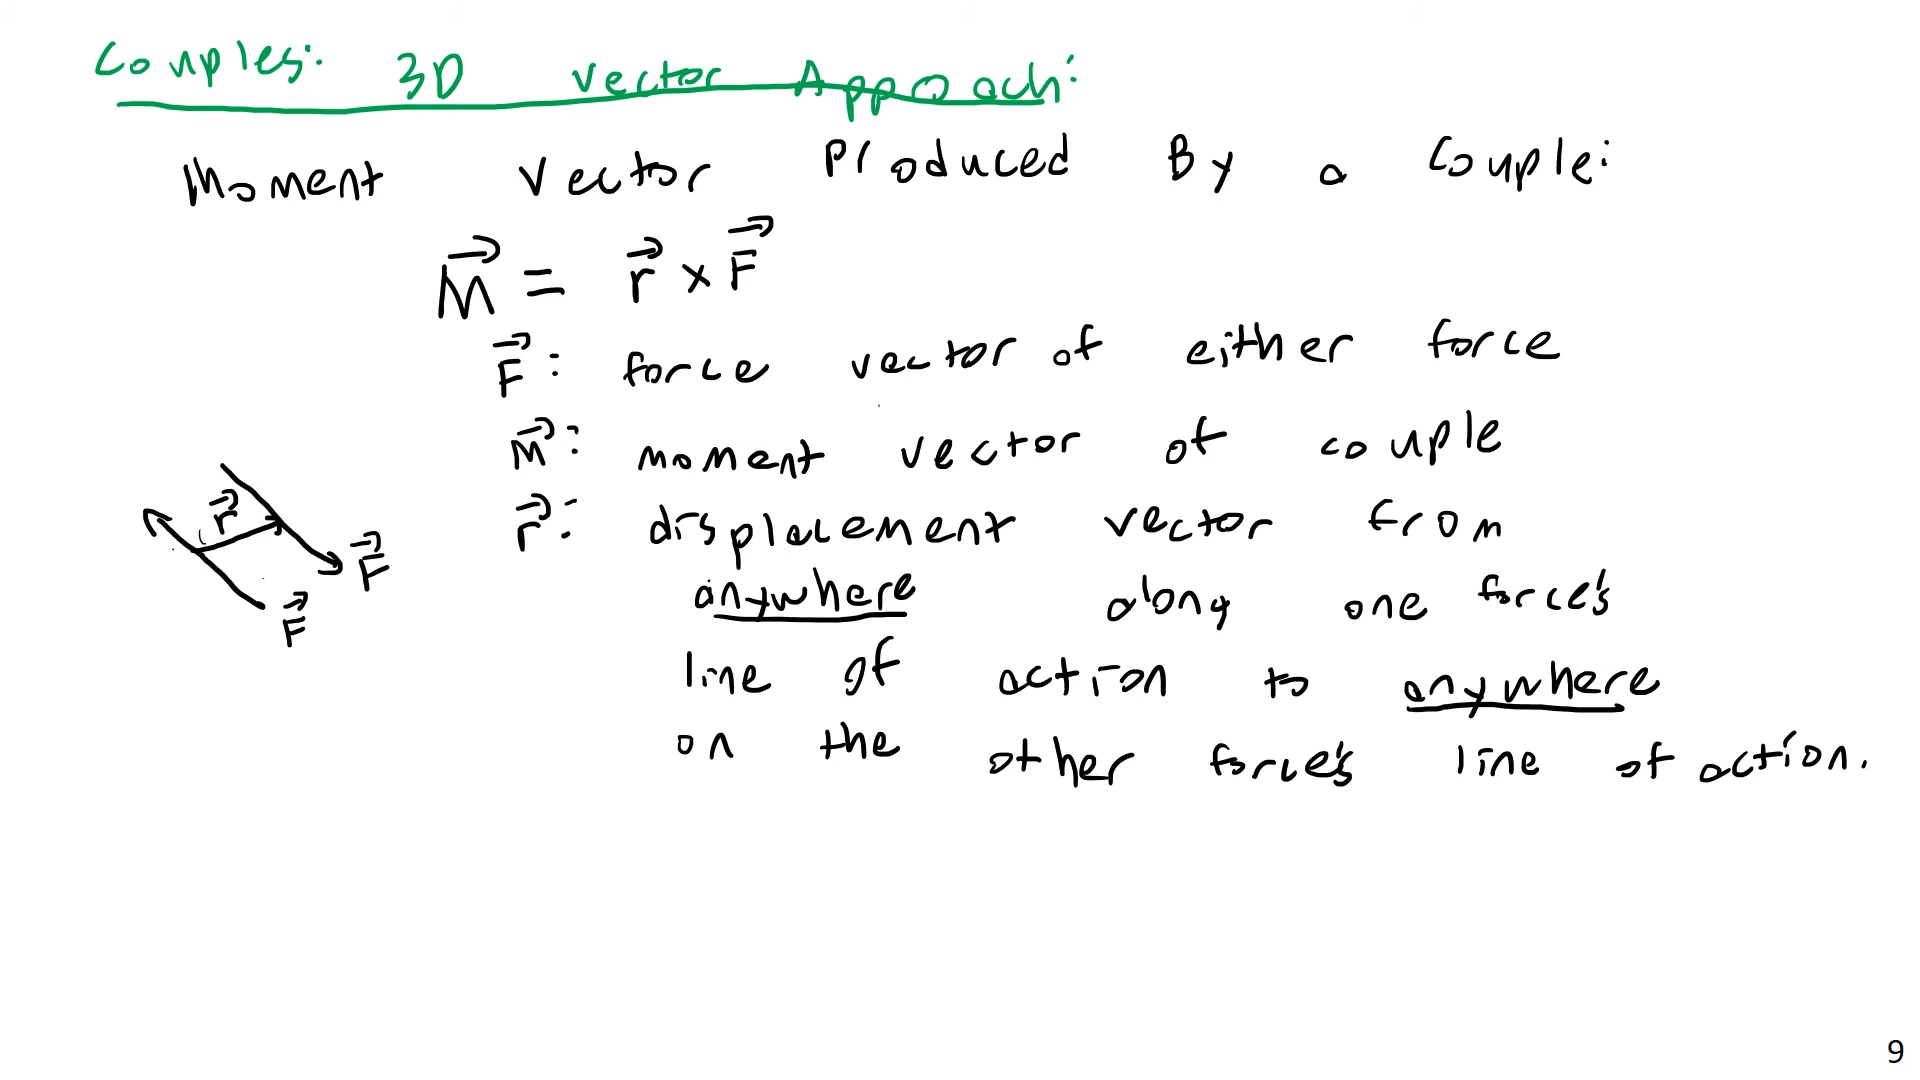 Couples: 3D Vector Approach:
Moment Vector Produced By a Couple:
M⃗ = r⃗ × F⃗
F⃗: force vector of either force
M⃗: moment vector of couple
r⃗: displacement vector from
anywhere along one force's
line of action to anywhere
on the other force's line of action.
r⃗
F⃗
F⃗
9